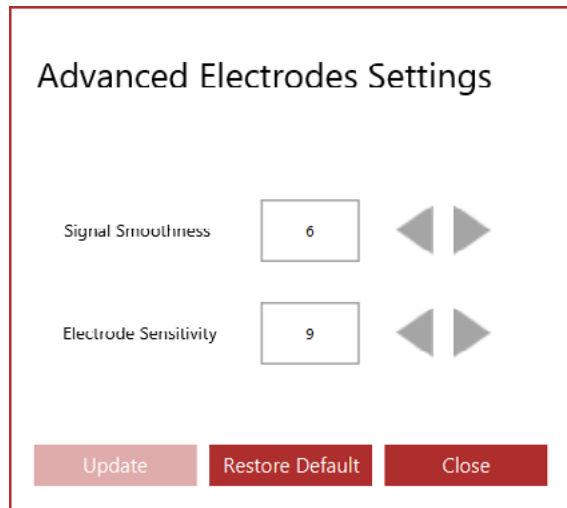 Advanced Electrodes Settings
Signal Smoothness 6
Electrode Sensitivity 9
Update Restore Default Close